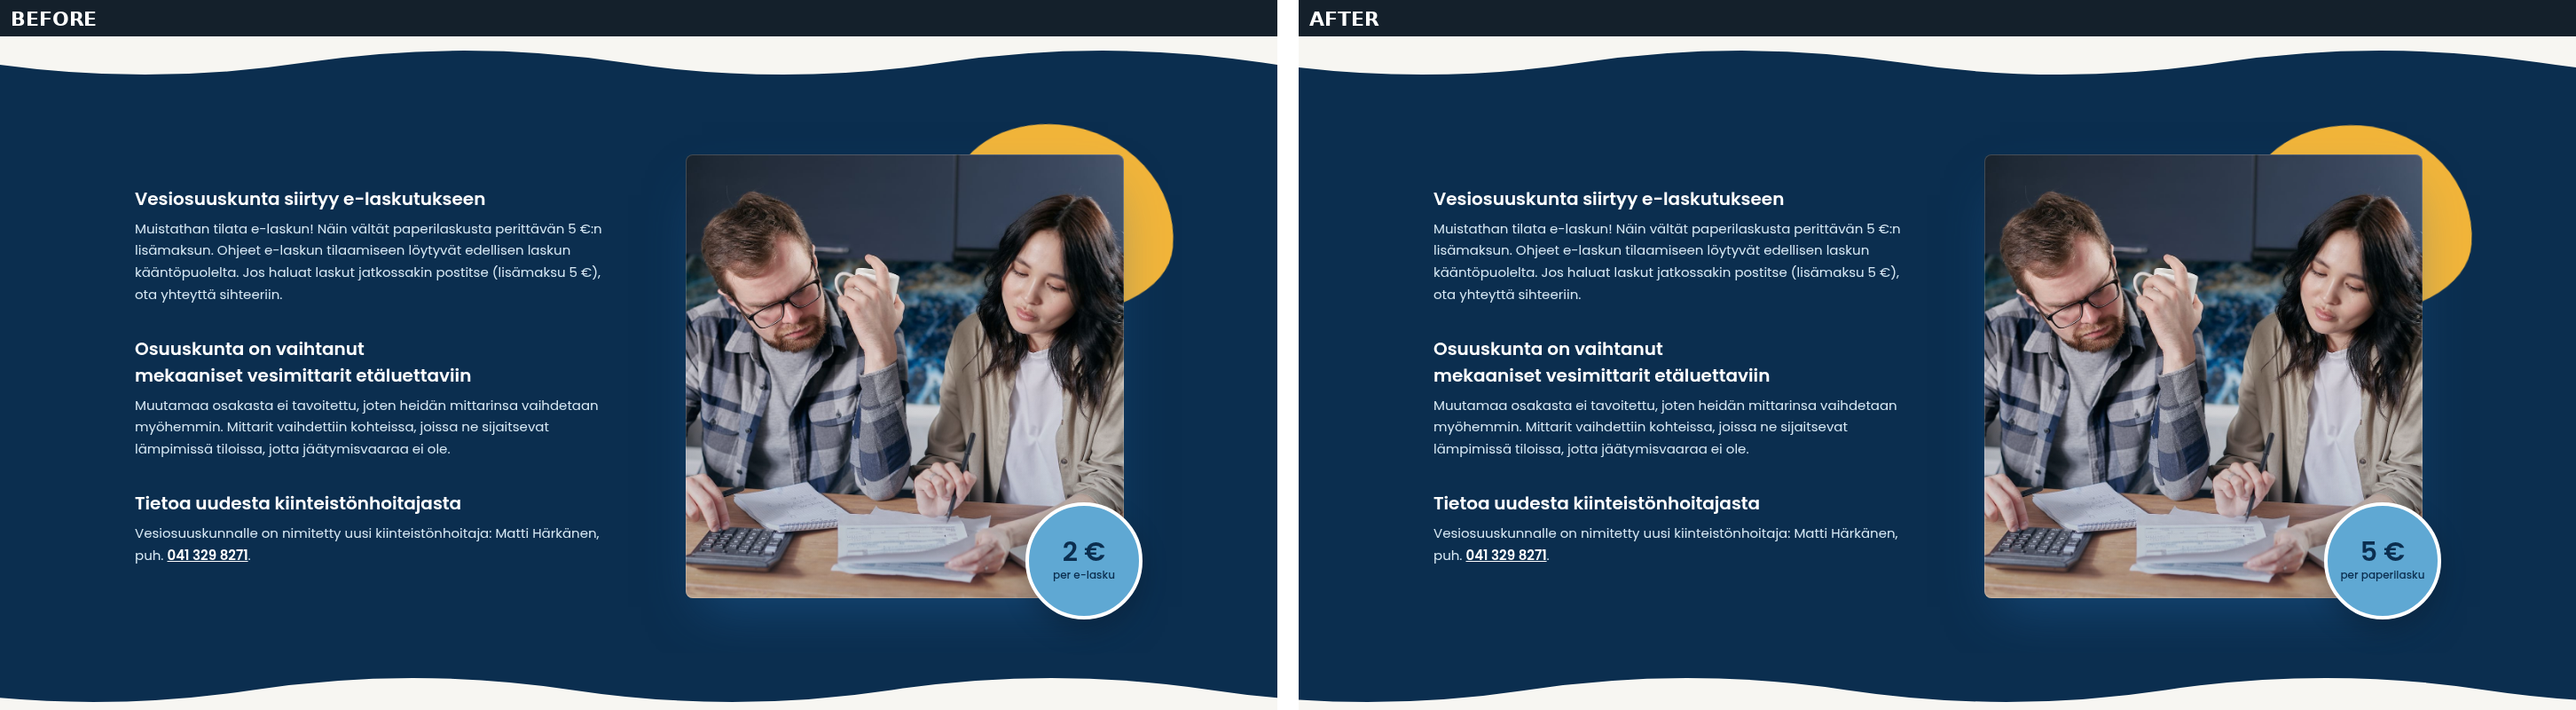 BEFORE
Vesiosuuskunta siirtyy e-laskutukseen
Muistathan tilata e-laskun! Näin vältät paperilaskusta perittävän 5 €:n
lisämaksun. Ohjeet e-laskun tilaamiseen löytyvät edellisen laskun
kääntöpuolelta. Jos haluat laskut jatkossakin postitse (lisämaksu 5 €),
ota yhteyttä sihteeriin.
Osuuskunta on vaihtanut
mekaaniset vesimittarit etäluettaviin
Muutamaa osakasta ei tavoitettu, joten heidän mittarinsa vaihdetaan
myöhemmin. Mittarit vaihdettiin kohteissa, joissa ne sijaitsevat
lämpimissä tiloissa, jotta jäätymisvaaraa ei ole.
Tietoa uudesta kiinteistönhoitajasta
Vesiosuuskunnalle on nimitetty uusi kiinteistönhoitaja: Matti Härkänen,
puh. 041 329 8271.
2 €
per e-lasku
AFTER
Vesiosuuskunta siirtyy e-laskutukseen
Muistathan tilata e-laskun! Näin vältät paperilaskusta perittävän 5 €:n
lisämaksun. Ohjeet e-laskun tilaamiseen löytyvät edellisen laskun
kääntöpuolelta. Jos haluat laskut jatkossakin postitse (lisämaksu 5 €),
ota yhteyttä sihteeriin.
Osuuskunta on vaihtanut
mekaaniset vesimittarit etäluettaviin
Muutamaa osakasta ei tavoitettu, joten heidän mittarinsa vaihdetaan
myöhemmin. Mittarit vaihdettiin kohteissa, joissa ne sijaitsevat
lämpimissä tiloissa, jotta jäätymisvaaraa ei ole.
Tietoa uudesta kiinteistönhoitajasta
Vesiosuuskunnalle on nimitetty uusi kiinteistönhoitaja: Matti Härkänen,
puh. 041 329 8271.
5 €
per paperilasku